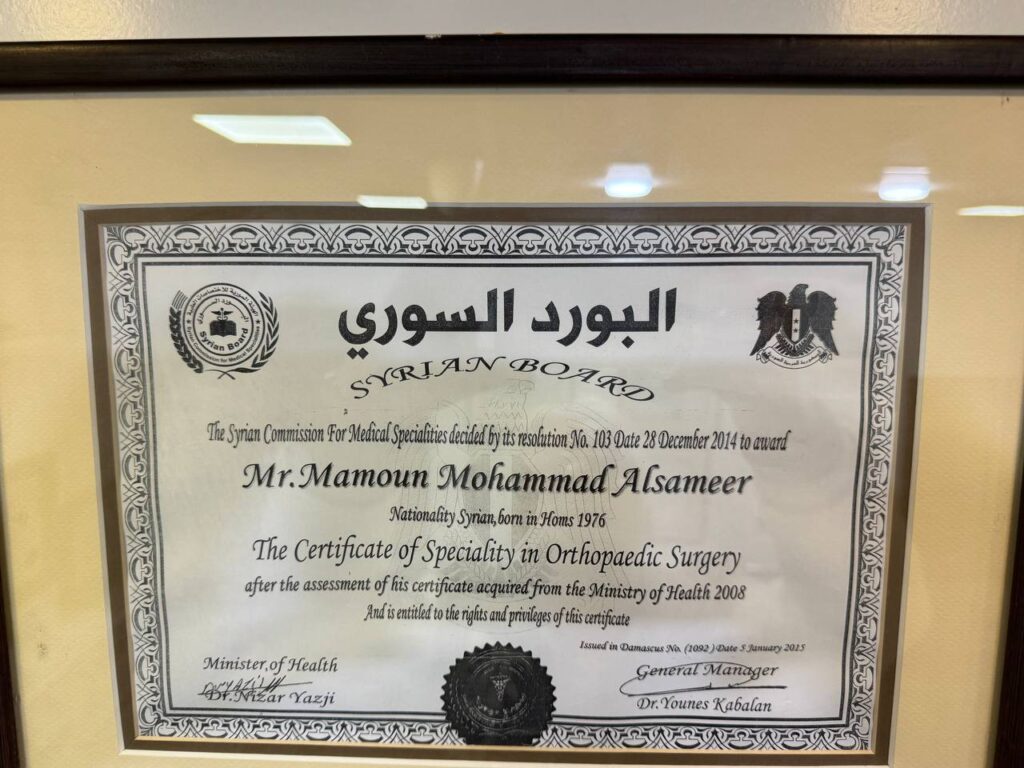 البورد السوري
SYRIAN BOARD
Syrian Board
The Syrian Commission For Medical Specialities decided by its resolution No. 103 Date 28 December 2014 to award
Mr.Mamoun Mohammad Alsameer
Nationality Syrian,born in Homs 1976
The Certificate of Speciality in Orthopaedic Surgery
after the assessment of his certificate acquired from the Ministry of Health 2008
And is entitled to the rights and privileges of this certificate
Issued in Damascus No. (1092) Date 5 January 2015
Minister,of Health
Dr.Nizar Yazji
General Manager
Dr.Younes Kabalan